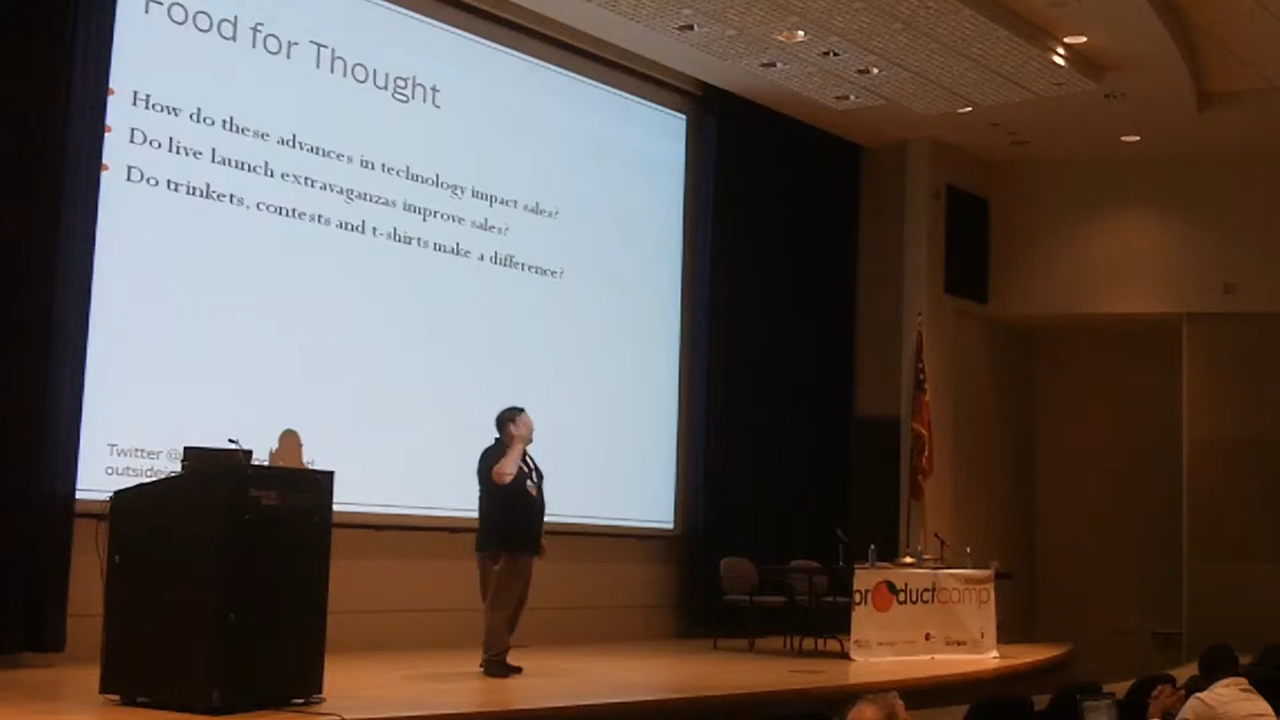 Food for Thought
How do these advances in technology impact sales?
Do live launch extravaganzas improve sales?
Do trinkets, contests and t-shirts make a difference?
Twitter @
productcamp